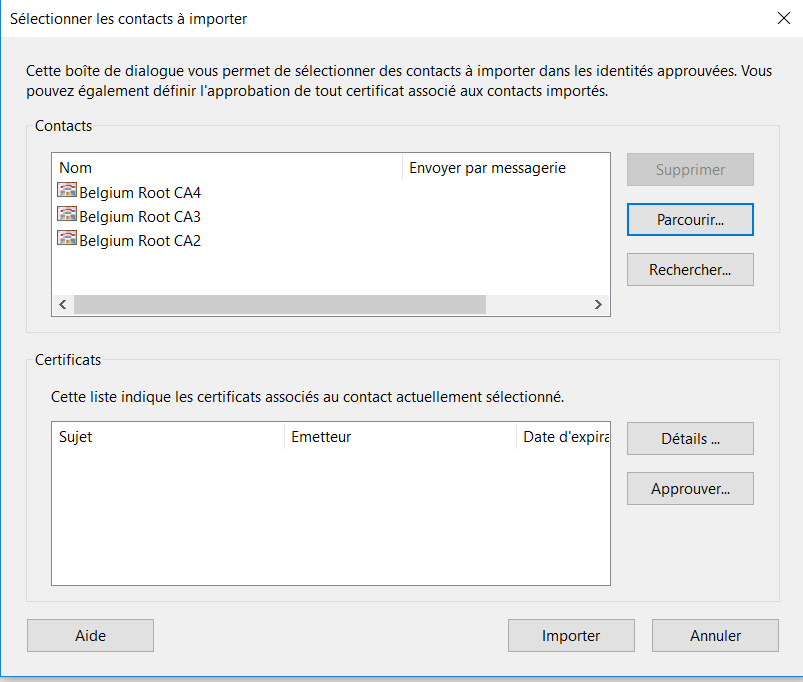 Sélectionner les contacts à importer
Cette boîte de dialogue vous permet de sélectionner des contacts à importer dans les identités approuvées. Vous
pouvez également définir l'approbation de tout certificat associé aux contacts importés.
Contacts
Nom
Envoyer par messagerie
Belgium Root CA4
Belgium Root CA3
Belgium Root CA2
Supprimer
Parcourir...
Rechercher...
Certificats
Cette liste indique les certificats associés au contact actuellement sélectionné.
Sujet
Emetteur
Date d'expira
Détails ...
Approuver...
Aide
Importer
Annuler